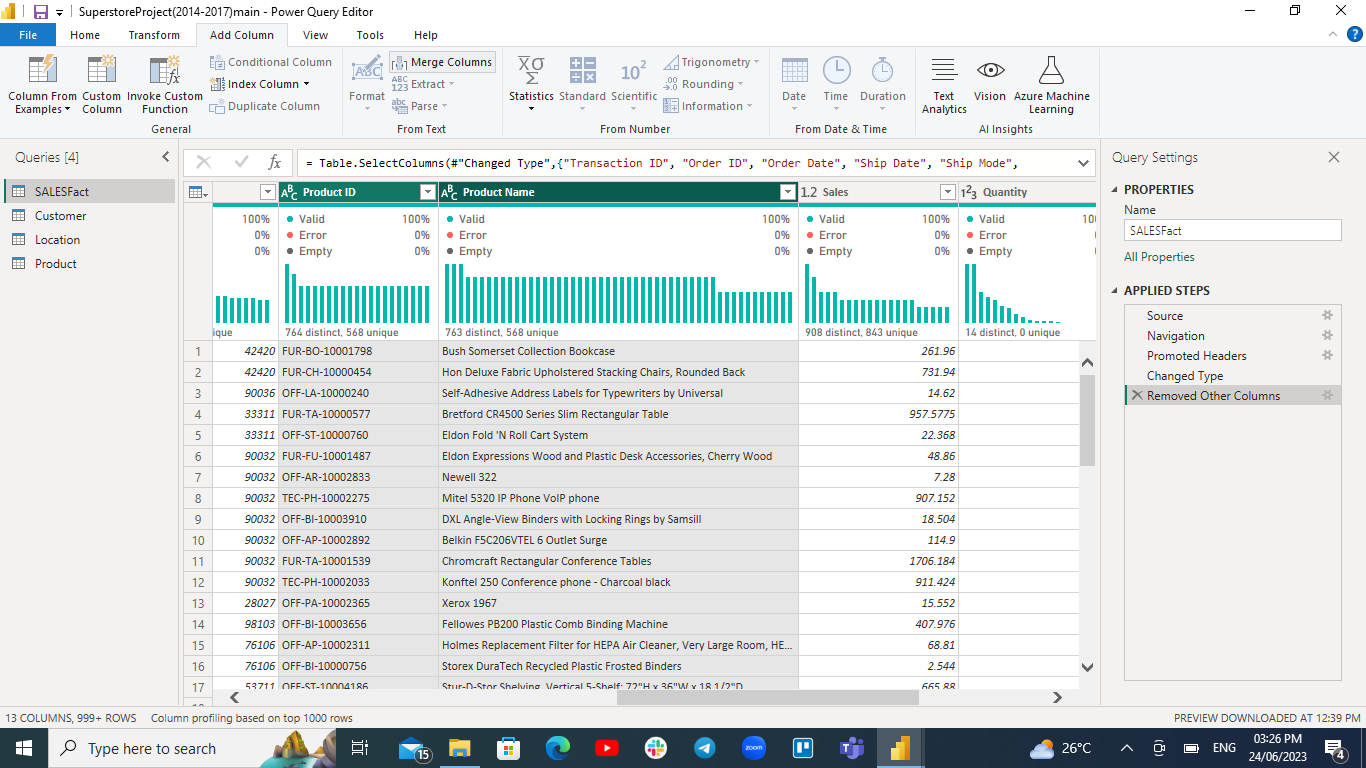 SuperstoreProject(2014-2017)main - Power Query Editor
File Home Transform Add Column View Tools Help
Column From Examples
Custom Column
Invoke Custom Function
Conditional Column
Index Column
Duplicate Column
General
Format
Merge Columns
ABC 123 Extract
abc Parse
From Text
Statistics
Standard
Scientific
Trigonometry
Rounding
Information
From Number
Date
Time
Duration
From Date & Time
Text Analytics
Vision
Azure Machine Learning
AI Insights
Queries [4]
SALESFact
Customer
Location
Product
fx = Table.SelectColumns(#"Changed Type",{"Transaction ID", "Order ID", "Order Date", "Ship Date", "Ship Mode",
ABC Product ID ABC Product Name 1.2 Sales 123 Quantity
100% Valid 100% Valid 100% Valid 100% Valid 10
0% Error 0% Error 0% Error 0% Error
0% Empty 0% Empty 0% Empty 0% Empty
ique 764 distinct, 568 unique 763 distinct, 568 unique 908 distinct, 843 unique 14 distinct, 0 unique
1 42420 FUR-BO-10001798 Bush Somerset Collection Bookcase 261.96
2 42420 FUR-CH-10000454 Hon Deluxe Fabric Upholstered Stacking Chairs, Rounded Back 731.94
3 90036 OFF-LA-10000240 Self-Adhesive Address Labels for Typewriters by Universal 14.62
4 33311 FUR-TA-10000577 Bretford CR4500 Series Slim Rectangular Table 957.5775
5 33311 OFF-ST-10000760 Eldon Fold 'N Roll Cart System 22.368
6 90032 FUR-FU-10001487 Eldon Expressions Wood and Plastic Desk Accessories, Cherry Wood 48.86
7 90032 OFF-AR-10002833 Newell 322 7.28
8 90032 TEC-PH-10002275 Mitel 5320 IP Phone VoIP phone 907.152
9 90032 OFF-BI-10003910 DXL Angle-View Binders with Locking Rings by Samsill 18.504
10 90032 OFF-AP-10002892 Belkin F5C206VTEL 6 Outlet Surge 114.9
11 90032 FUR-TA-10001539 Chromcraft Rectangular Conference Tables 1706.184
12 90032 TEC-PH-10002033 Konftel 250 Conference phone - Charcoal black 911.424
13 28027 OFF-PA-10002365 Xerox 1967 15.552
14 98103 OFF-BI-10003656 Fellowes PB200 Plastic Comb Binding Machine 407.976
15 76106 OFF-AP-10002311 Holmes Replacement Filter for HEPA Air Cleaner, Very Large Room, HE... 68.81
16 76106 OFF-BI-10000756 Storex DuraTech Recycled Plastic Frosted Binders 2.544
17 53711 OFF-ST-10004186 Stur-D-Stor Shelving, Vertical 5-Shelf: 72"H x 36"W x 18 1/2"D 665.88
Query Settings
PROPERTIES
Name
SALESFact
All Properties
APPLIED STEPS
Source
Navigation
Promoted Headers
Changed Type
Removed Other Columns
13 COLUMNS, 999+ ROWS Column profiling based on top 1000 rows PREVIEW DOWNLOADED AT 12:39 PM
Type here to search 15 zoom 26°C ENG 03:26 PM 24/06/2023 4